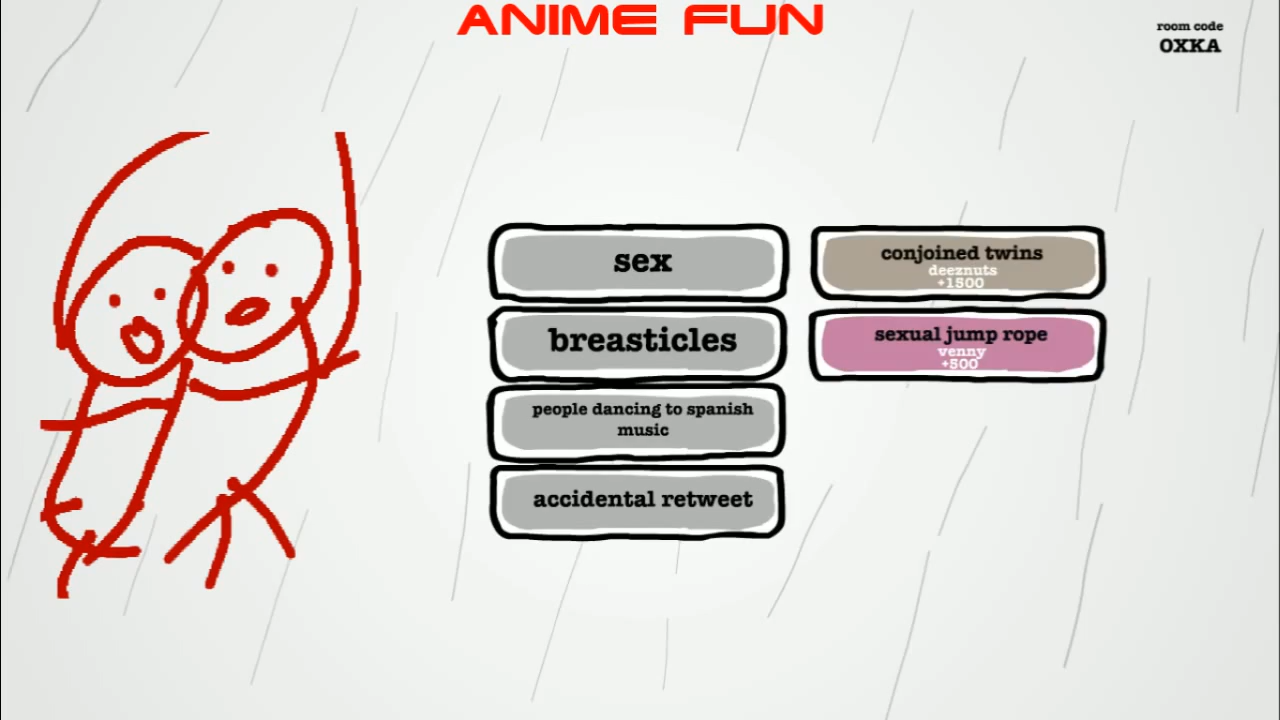 ANIME FUN
room code
OXKA
sex
breasticles
people dancing to spanish
music
accidental retweet
conjoined twins
deeznuts
+1500
sexual jump rope
venny
+500